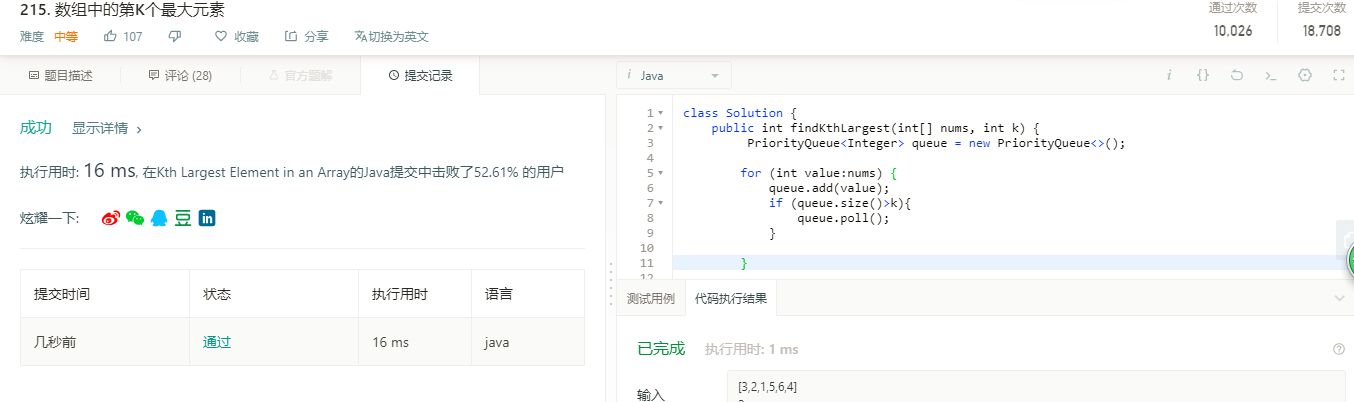 215. 数组中的第K个最大元素
通过次数 提交次数
10,026 18,708
难度 中等 107 收藏 分享 切换为英文
题目描述 评论 (28) 官方题解 提交记录
i Java
成功 显示详情 >
执行用时: 16 ms, 在Kth Largest Element in an Array的Java提交中击败了52.61% 的用户
炫耀一下:
提交时间 状态 执行用时 语言
几秒前 通过 16 ms java
1 class Solution {
2 public int findKthLargest(int[] nums, int k) {
3 PriorityQueue<Integer> queue = new PriorityQueue<>();
4
5 for (int value:nums) {
6 queue.add(value);
7 if (queue.size()>k){
8 queue.poll();
9 }
10
11 }
12
测试用例 代码执行结果
已完成 执行用时: 1 ms
输入 [3,2,1,5,6,4]